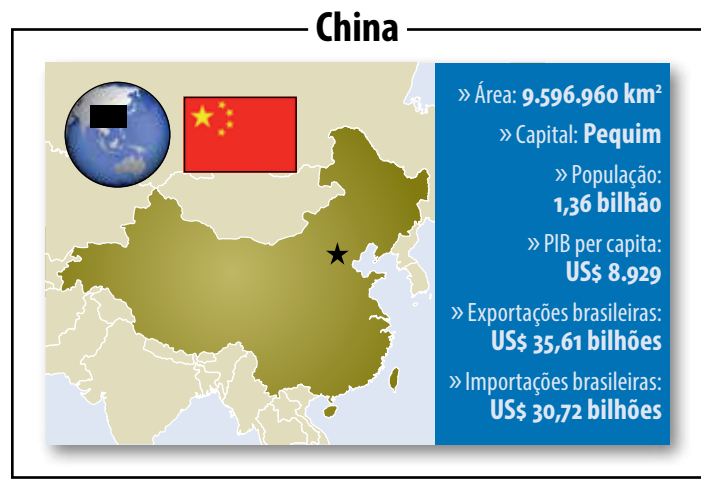 China
» Área: 9.596.960 km²
» Capital: Pequim
» População:
1,36 bilhão
» PIB per capita:
US$ 8.929
» Exportações brasileiras:
US$ 35,61 bilhões
» Importações brasileiras:
US$ 30,72 bilhões